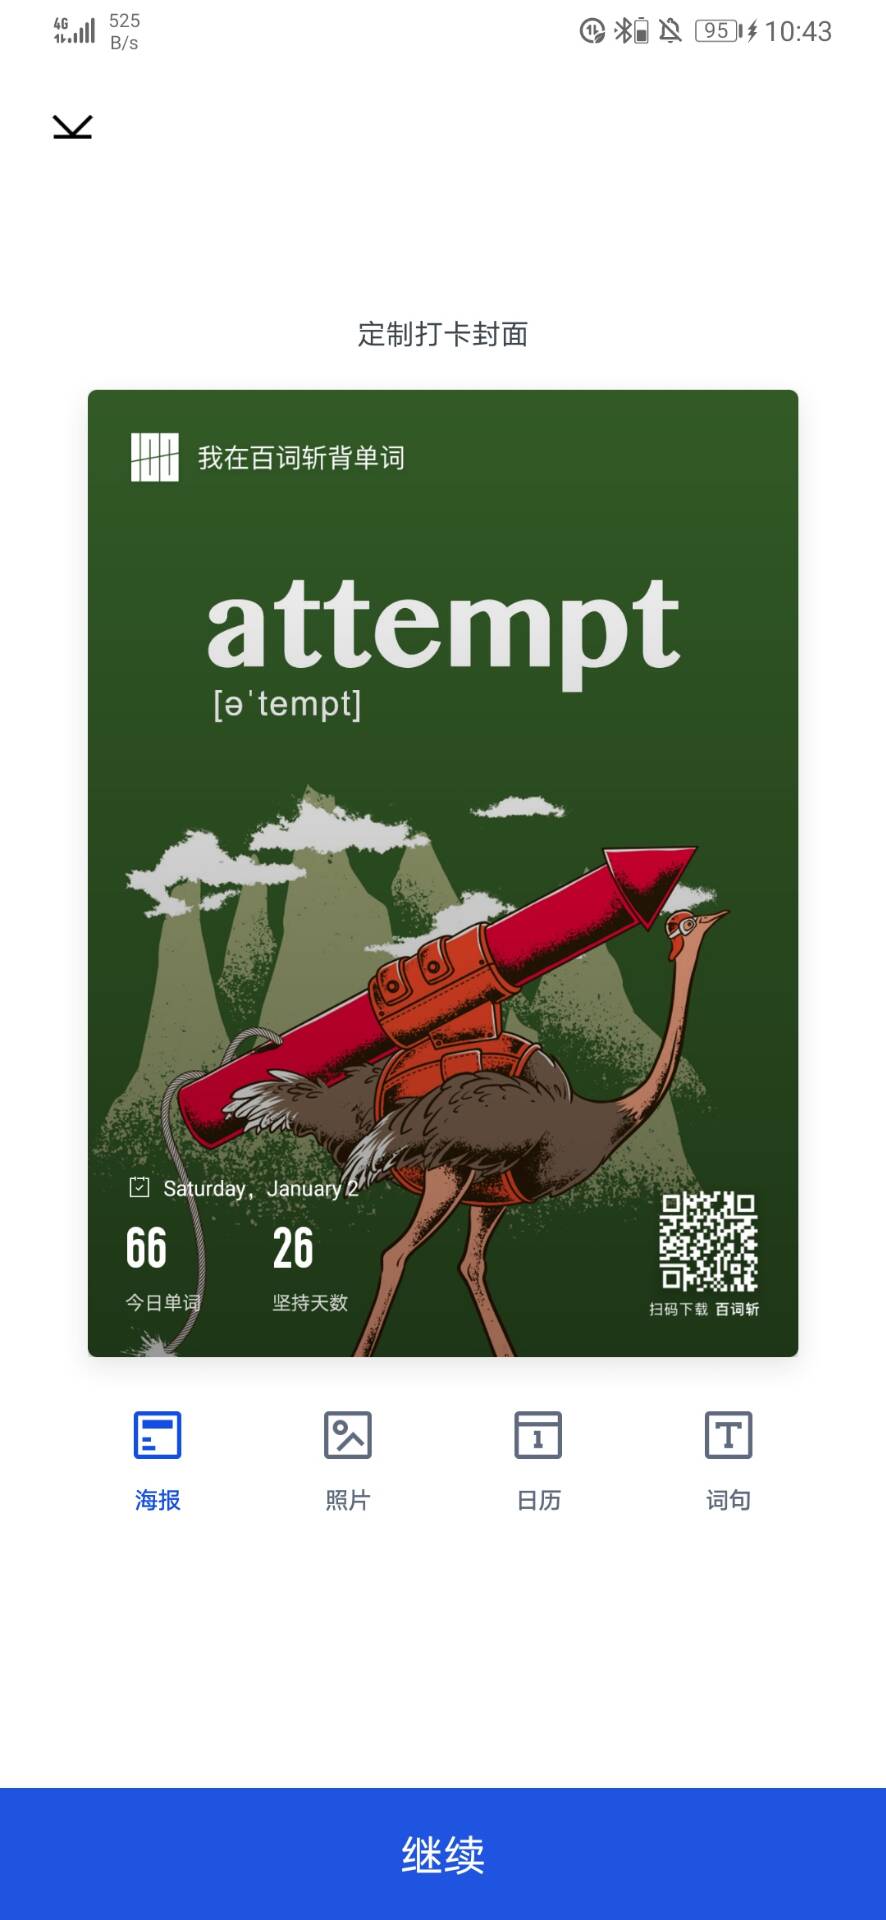 4G
525
B/s
95
10:43
定制打卡封面
我在百词斩背单词
attempt
[ə'tempt]
Saturday, January 2
66
26
今日单词
坚持天数
扫码下载 百词斩
海报
照片
日历
词句
继续